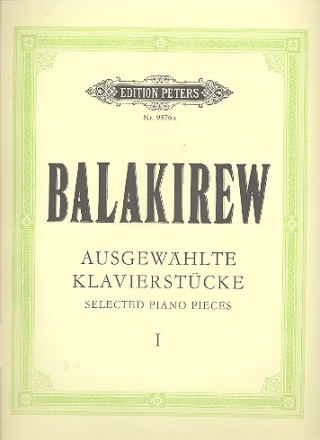 EDITION PETERS
Nr. 9576a
BALAKIREW
AUSGEWÄHLTE
KLAVIERSTÜCKE
SELECTED PIANO PIECES
I